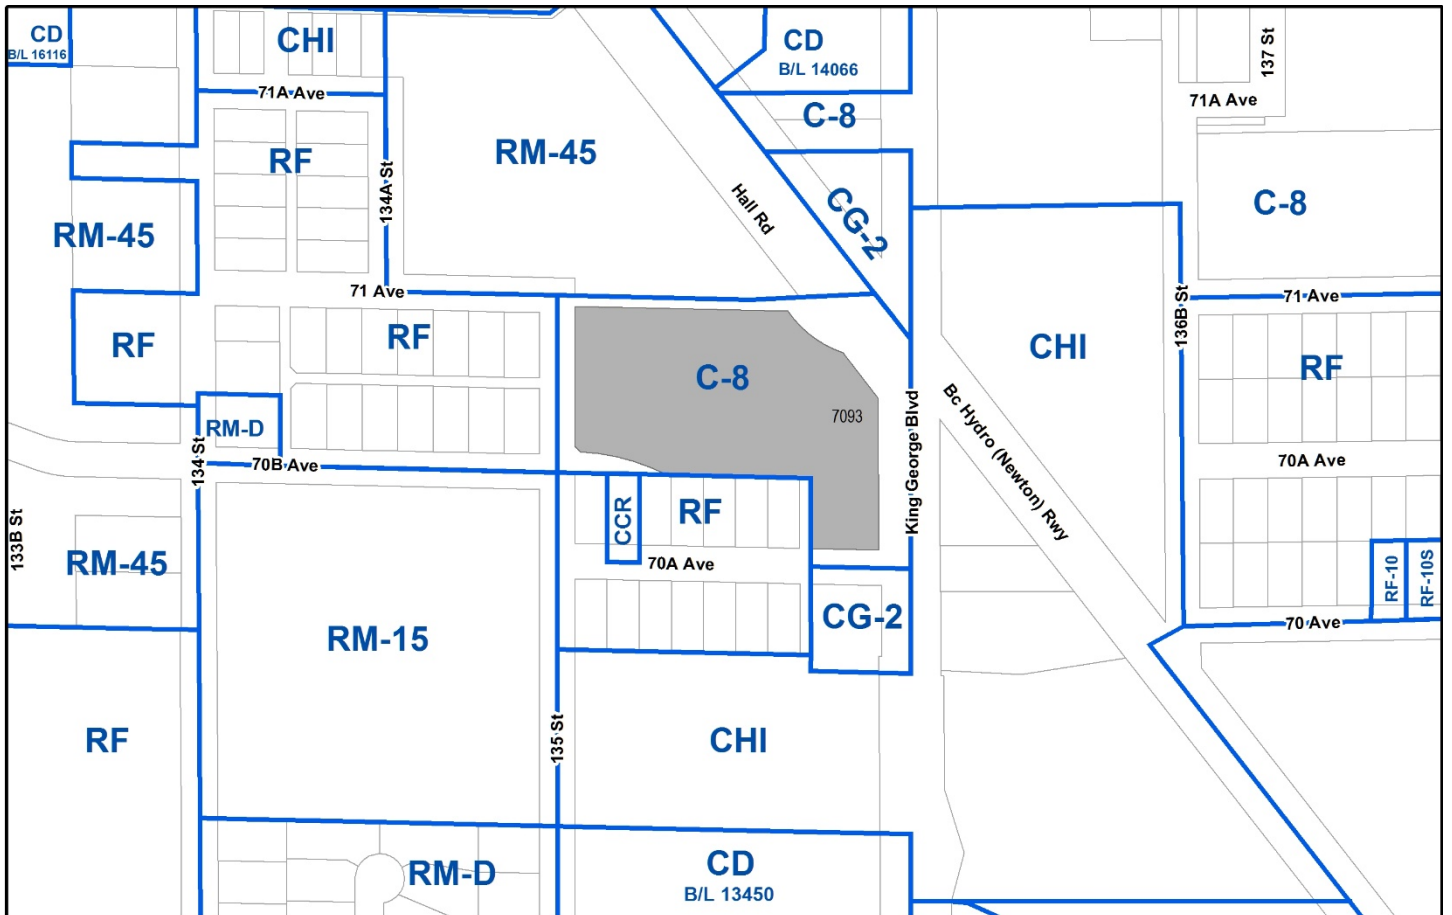 CD
B/L 16116
CHI
CD
B/L 14066
137 St
71A Ave
71A Ave
C-8
RF
RM-45
134A St
Hall Rd
CG-2
C-8
RM-45
71 Ave
71 Ave
136B St
RF
RF
C-8
CHI
RF
7093
King George Blvd
Bc Hydro (Newton) Rwy
RM-D
134 St
70B Ave
70A Ave
133B St
CCR
RF
RM-45
70A Ave
RF-10
RF-10S
CG-2
70 Ave
RM-15
RF
135 St
CHI
RM-D
CD
B/L 13450